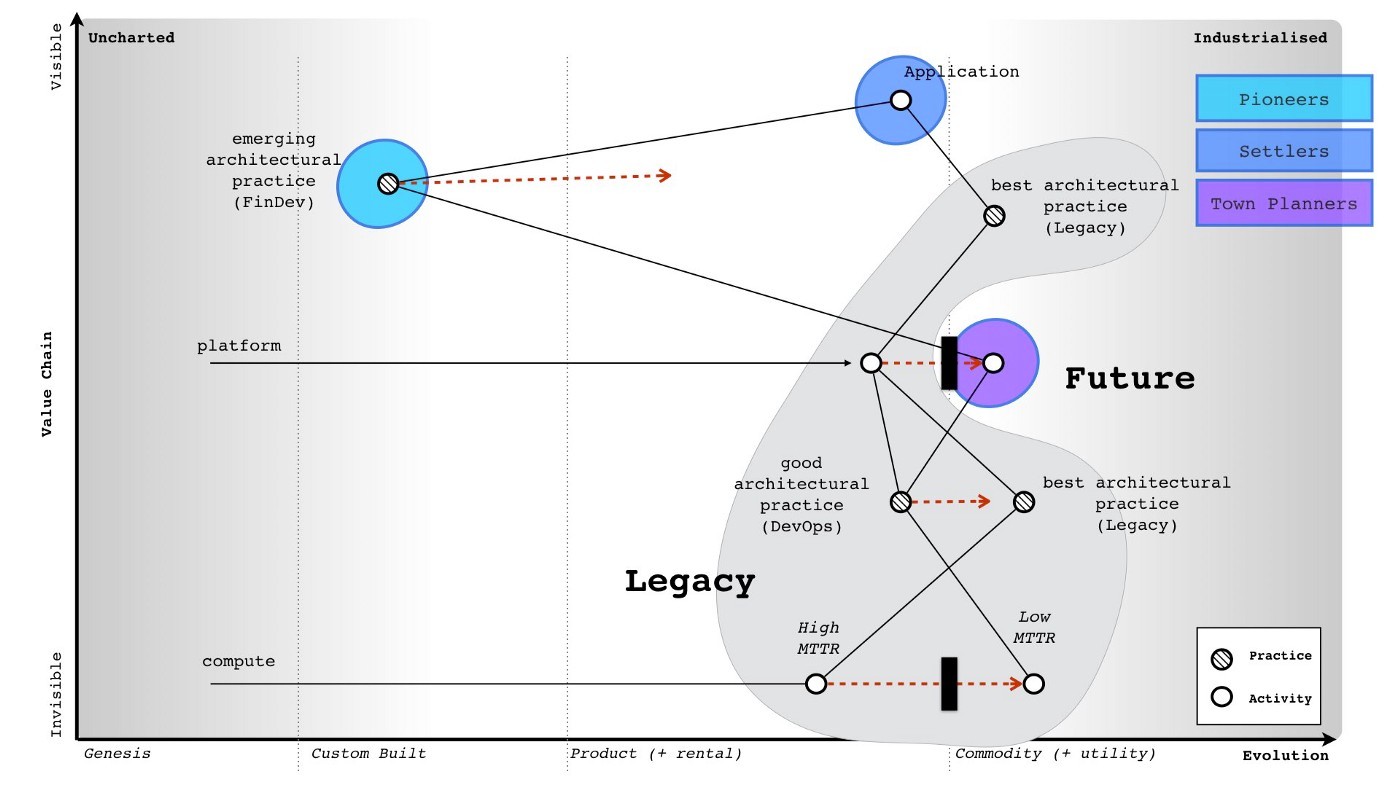 Visible
Uncharted
Industrialised
Application
Pioneers
Settlers
Town Planners
emerging
architectural
practice
(FinDev)
best architectural
practice
(Legacy)
Value Chain
platform
Future
good
architectural
practice
(DevOps)
best architectural
practice
(Legacy)
Legacy
High
MTTR
Low
MTTR
compute
Practice
Activity
Invisible
Genesis
Custom Built
Product (+ rental)
Commodity (+ utility)
Evolution